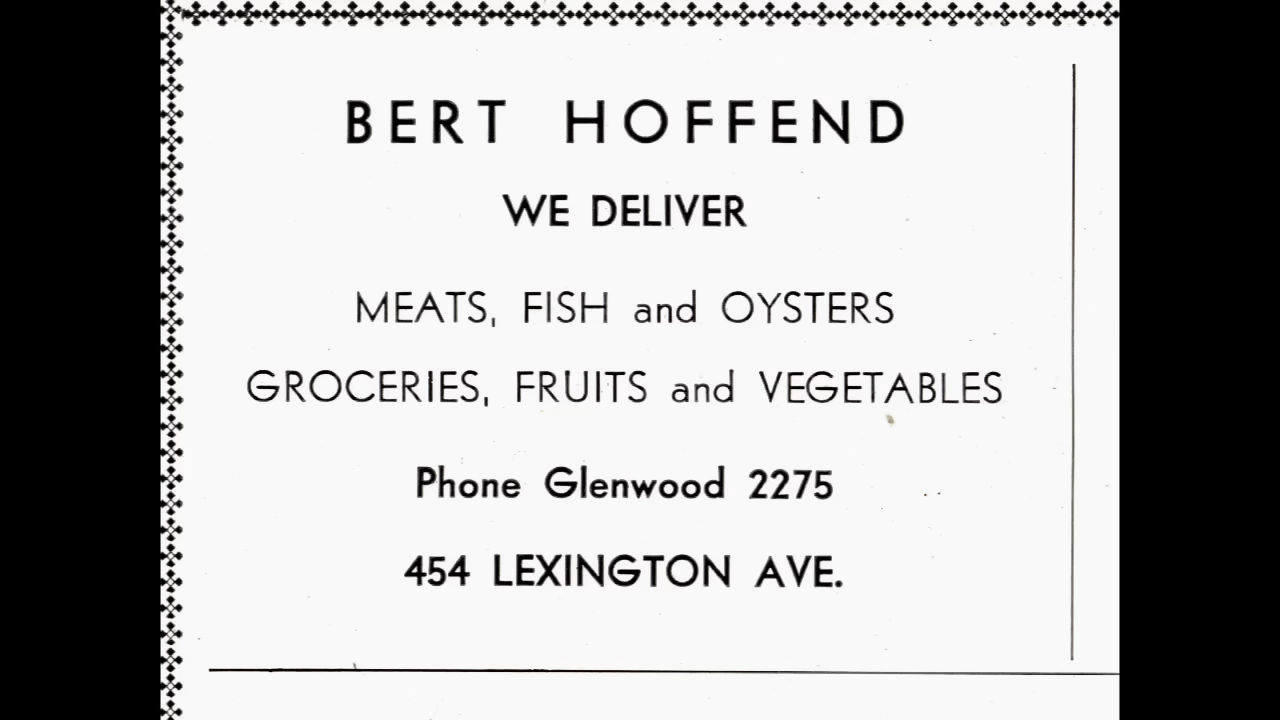 BERT HOFFEND
WE DELIVER
MEATS, FISH and OYSTERS
GROCERIES, FRUITS and VEGETABLES
Phone Glenwood 2275
454 LEXINGTON AVE.